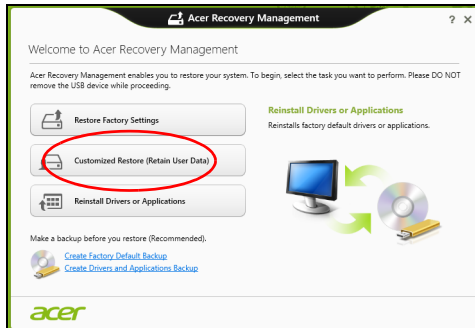 Acer Recovery Management
? X
Welcome to Acer Recovery Management
Acer Recovery Management enables you to restore your system. To begin, select the task you want to perform. Please DO NOT
remove the USB device while proceeding.
Restore Factory Settings
Customized Restore (Retain User Data)
Reinstall Drivers or Applications
Reinstall Drivers or Applications
Reinstalls factory default drivers or applications.
Make a backup before you restore (Recommended).
Create Factory Default Backup
Create Drivers and Applications Backup
acer